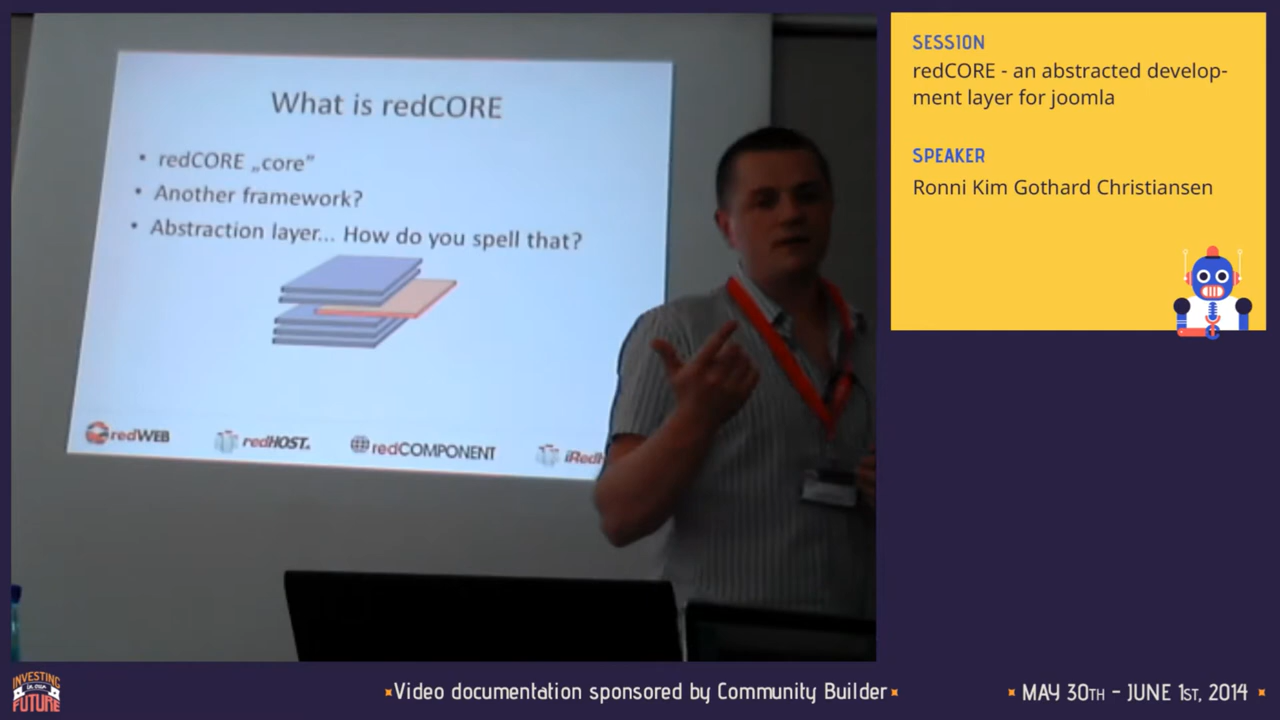 What is redCORE
• redCORE „core”
• Another framework?
• Abstraction layer... How do you spell that?
redWEB
redHOST.
redCOMPONENT
SESSION
redCORE - an abstracted develop-
ment layer for joomla
SPEAKER
Ronni Kim Gothard Christiansen
INVESTING
IN OUR
FUTURE
Video documentation sponsored by Community Builder
MAY 30TH - JUNE 1ST, 2014